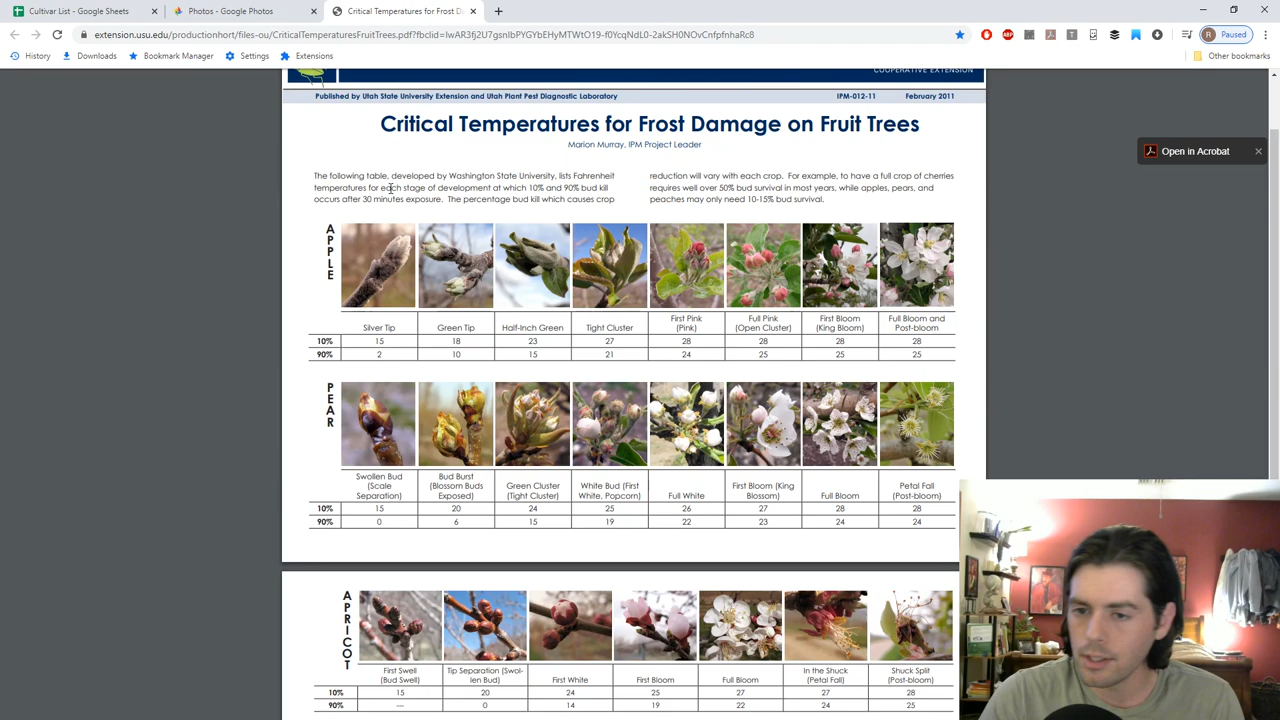 Cultivar List - Google Sheets
Photos - Google Photos
Critical Temperatures for Frost D
extension.usu.edu/productionhort/files-ou/CriticalTemperaturesFruitTrees.pdf?fbclid=
Paused
History
Downloads
Bookmark Manager
Settings
Extensions
Other bookmarks
COOPERATIVE EXTENSION
Published by Utah State University Extension and Utah Plant Pest Diagnostic Laboratory
IPM-012-11
February 2011
Critical Temperatures for Frost Damage on Fruit Trees
Marion Murray, IPM Project Leader
Open in Acrobat
The following table, developed by Washington State University, lists Fahrenheit
temperatures for each stage of development at which 10% and 90% bud kill
occurs after 30 minutes exposure. The percentage bud kill which causes crop
reduction will vary with each crop. For example, to have a full crop of cherries
requires well over 50% bud survival in most years, while apples, pears, and
peaches may only need 10-15% bud survival.
APPLE
Silver Tip
Green Tip
Half-Inch Green
Tight Cluster
First Pink
(Pink)
Full Pink
(Open Cluster)
First Bloom
(King Bloom)
Full Bloom and
Post-bloom
10% 15 18 23 27 28 28 28 28
90% 2 10 15 21 24 25 25 25
PEAR
Swollen Bud
(Scale
Separation)
Bud Burst
(Blossom Buds
Exposed)
Green Cluster
(Tight Cluster)
White Bud (First
White, Popcorn)
Full White
First Bloom (King
Blossom)
Full Bloom
Petal Fall
(Post-bloom)
10% 15 20 24 25 26 27 28 28
90% 0 6 15 19 22 23 24 24
APRICOT
First Swell
(Bud Swell)
Tip Separation (Swol-
len Bud)
First White
First Bloom
Full Bloom
In the Shuck
(Petal Fall)
Shuck Split
(Post-bloom)
10% 15 20 24 25 27 27 28
90% --- 0 14 19 22 24 25